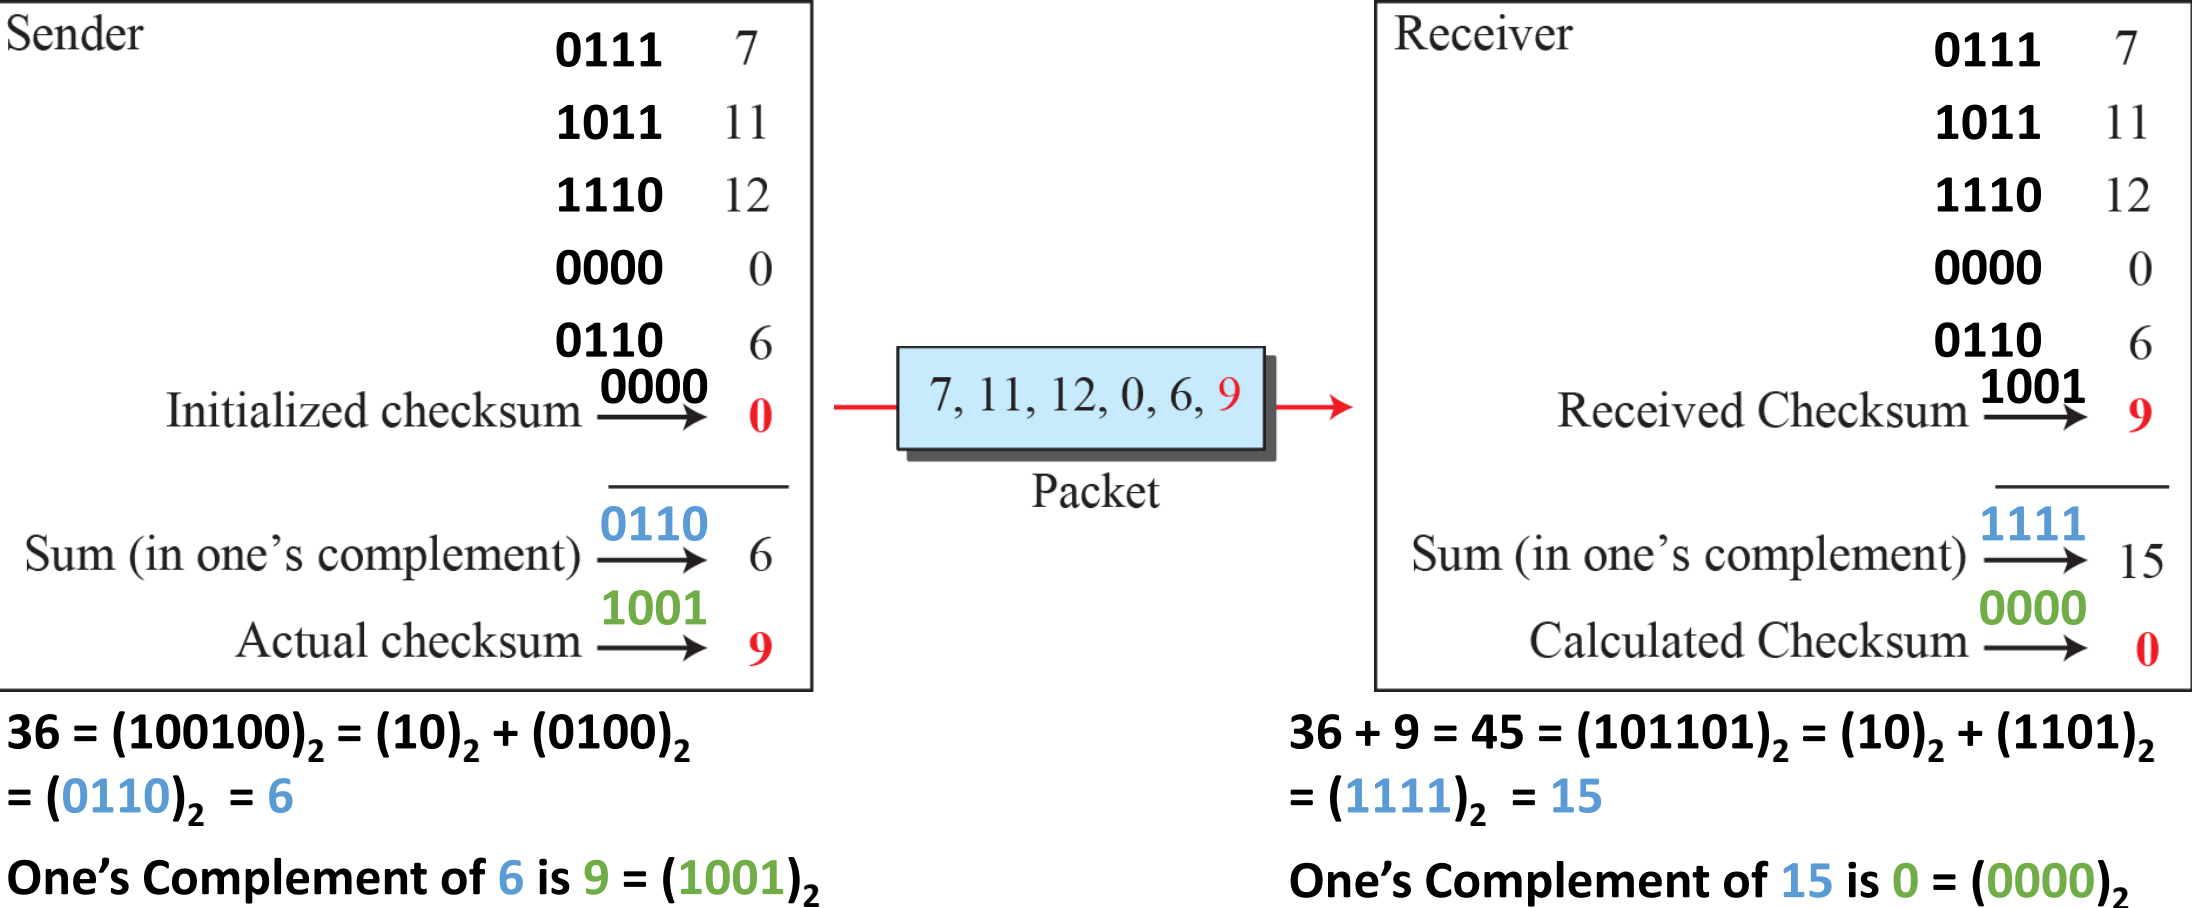 Sender
0111 7
1011 11
1110 12
0000 0
0110 6
0000
Initialized checksum 0
0110
Sum (in one’s complement) 6
1001
Actual checksum 9
36 = (100100)2 = (10)2 + (0100)2
= (0110)2 = 6
One’s Complement of 6 is 9 = (1001)2
7, 11, 12, 0, 6, 9
Packet
Receiver
0111 7
1011 11
1110 12
0000 0
0110 6
1001
Received Checksum 9
1111
Sum (in one’s complement) 15
0000
Calculated Checksum 0
36 + 9 = 45 = (101101)2 = (10)2 + (1101)2
= (1111)2 = 15
One’s Complement of 15 is 0 = (0000)2